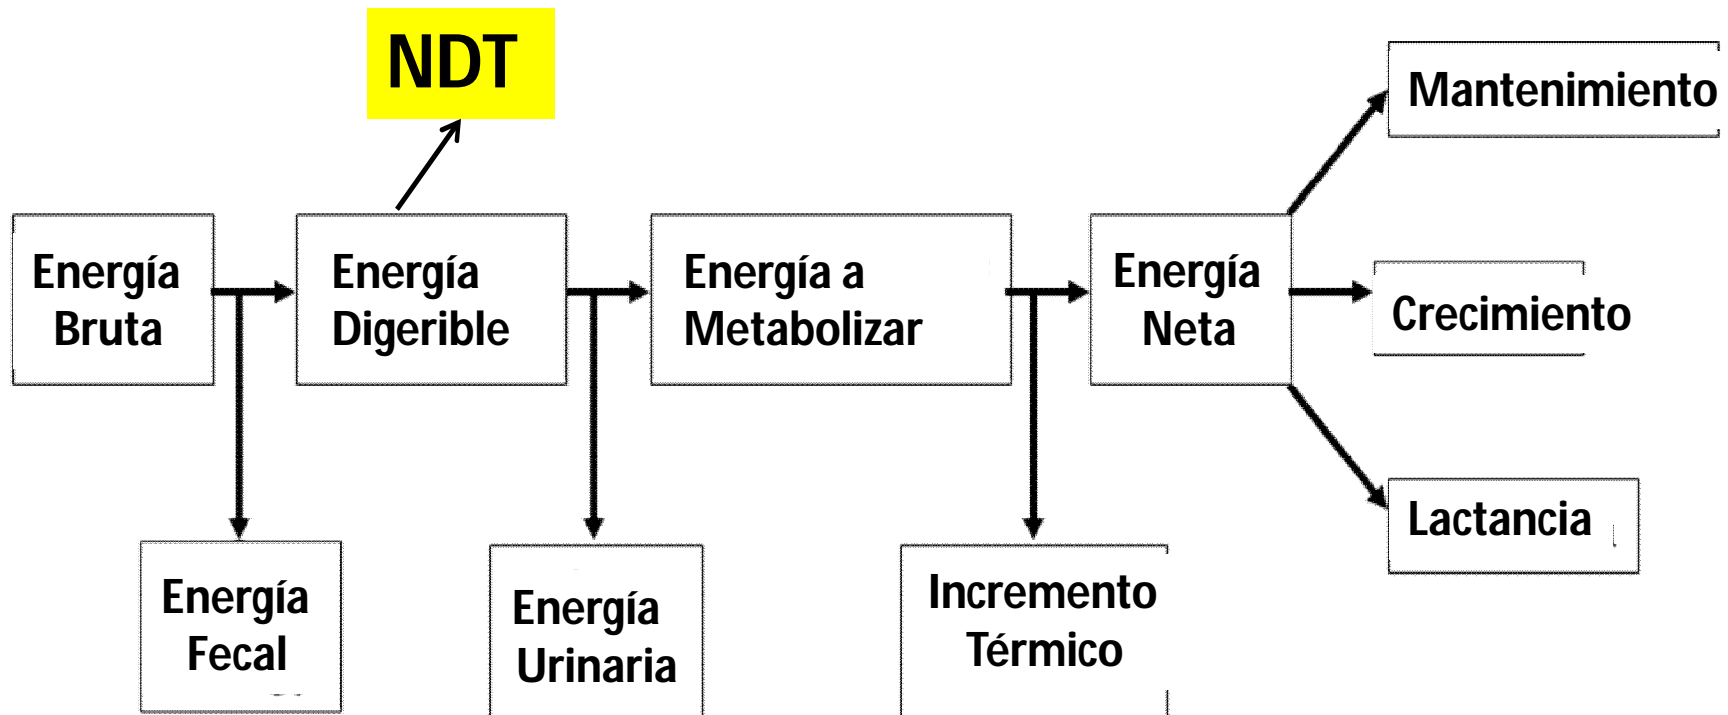 NDT
Mantenimiento
Energía
Bruta
Energía
Digerible
Energía a
Metabolizar
Energía
Neta
Crecimiento
Lactancia
Energía
Fecal
Energía
Urinaria
Incremento
Térmico